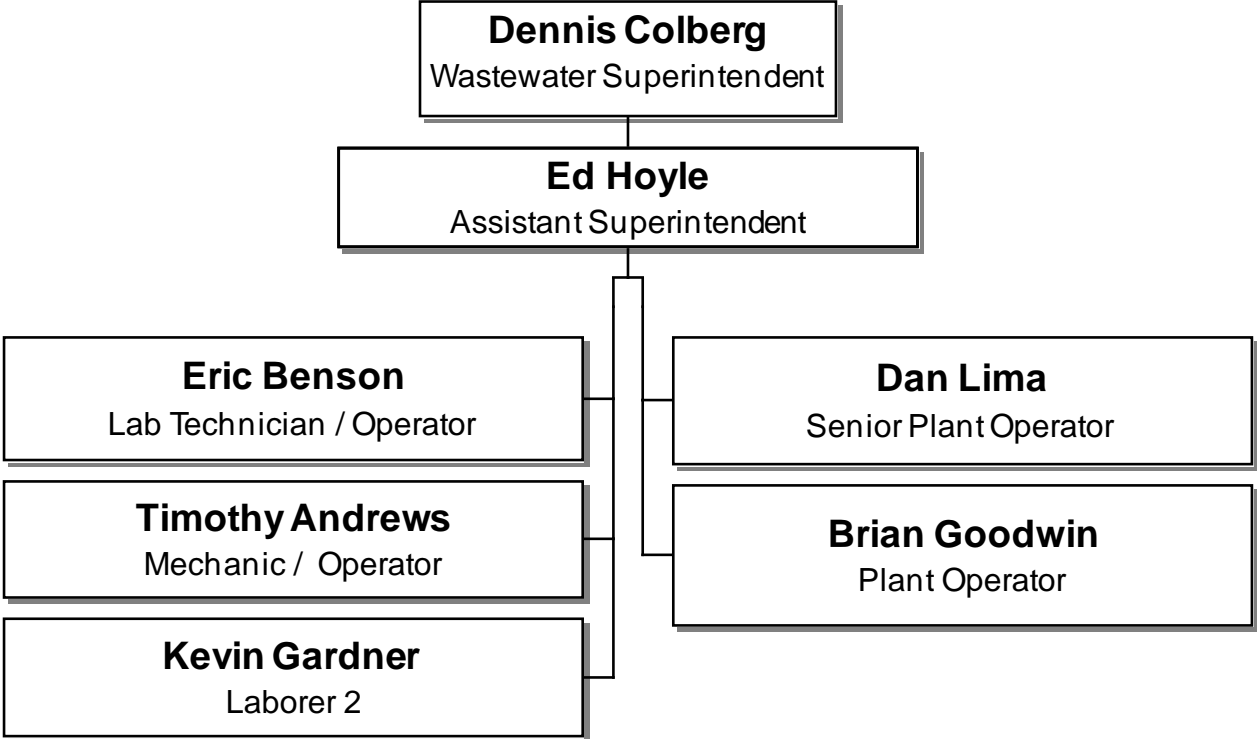 Dennis Colberg
Wastewater Superintendent
Ed Hoyle
Assistant Superintendent
Eric Benson
Lab Technician / Operator
Timothy Andrews
Mechanic / Operator
Kevin Gardner
Laborer 2
Dan Lima
Senior Plant Operator
Brian Goodwin
Plant Operator